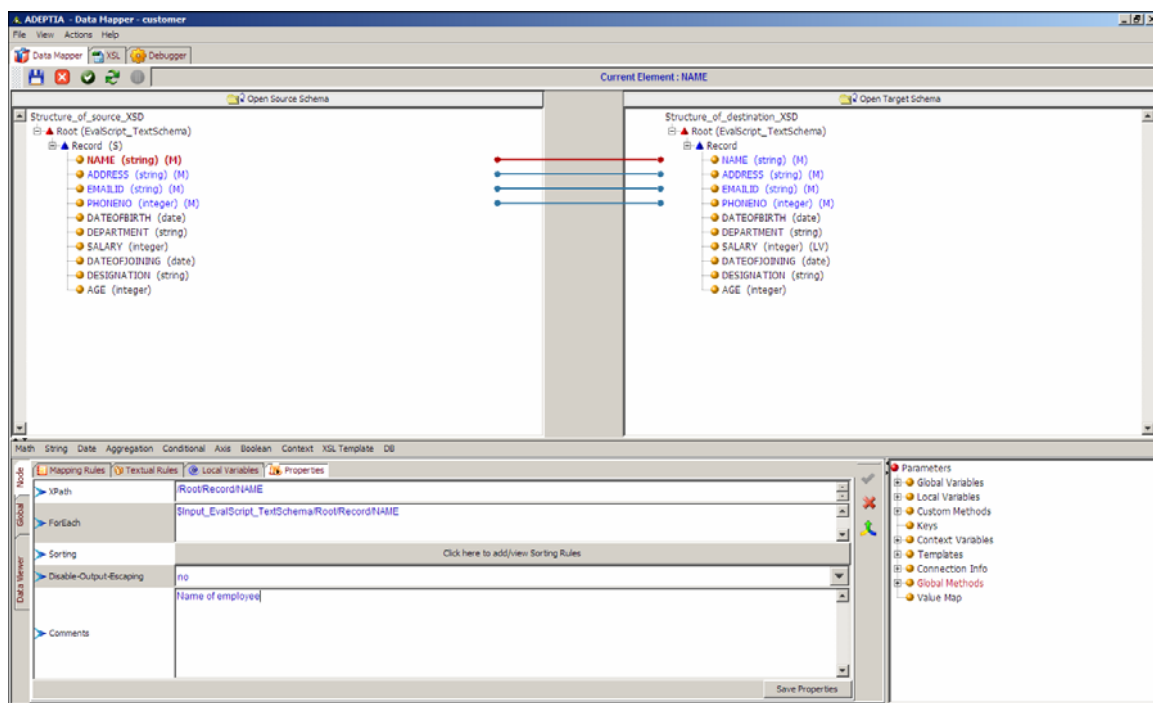 ADEPTIA - Data Mapper - customer
File View Actions Help
Data Mapper XSL Debugger
Current Element : NAME
Open Source Schema
Open Target Schema
Structure_of_source_XSD
Root (EvalScript_TextSchema)
Record (S)
NAME (string) (M)
ADDRESS (string) (M)
EMAILID (string) (M)
PHONENO (integer) (M)
DATEOFBIRTH (date)
DEPARTMENT (string)
SALARY (integer)
DATEOFJOINING (date)
DESIGNATION (string)
AGE (integer)
Structure_of_destination_XSD
Root (EvalScript_TextSchema)
Record
NAME (string) (M)
ADDRESS (string) (M)
EMAILID (string) (M)
PHONENO (integer) (M)
DATEOFBIRTH (date)
DEPARTMENT (string)
SALARY (integer) (LV)
DATEOFJOINING (date)
DESIGNATION (string)
AGE (integer)
Math String Date Aggregation Conditional Axis Boolean Context XSL Template DB
Node
Global
Data Viewer
Mapping Rules Textual Rules Local Variables Properties
XPath /Root/Record/NAME
ForEach $Input_EvalScript_TextSchema/Root/Record/NAME
Sorting Click here to add/view Sorting Rules
Disable-Output-Escaping no
Comments Name of employee
Save Properties
Parameters
Global Variables
Local Variables
Custom Methods
Keys
Context Variables
Templates
Connection Info
Global Methods
Value Map